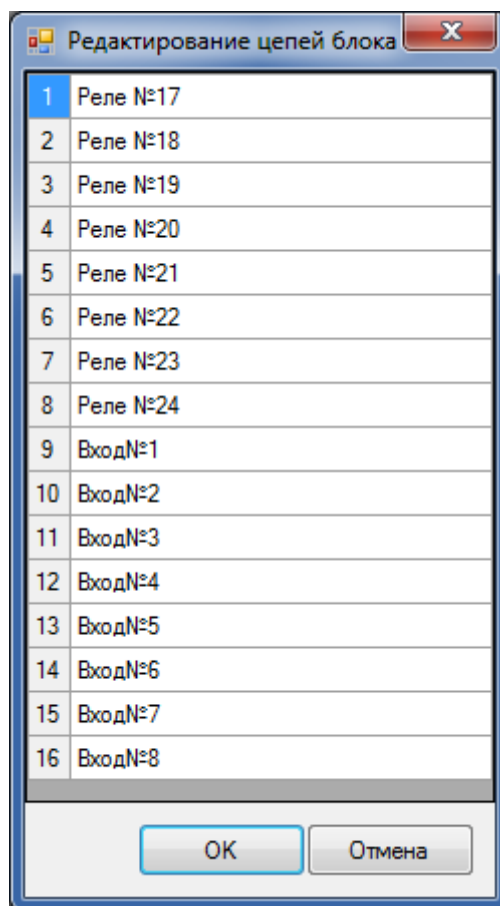 Редактирование цепей блока
1 Реле №17
2 Реле №18
3 Реле №19
4 Реле №20
5 Реле №21
6 Реле №22
7 Реле №23
8 Реле №24
9 Вход№1
10 Вход№2
11 Вход№3
12 Вход№4
13 Вход№5
14 Вход№6
15 Вход№7
16 Вход№8
OK Отмена